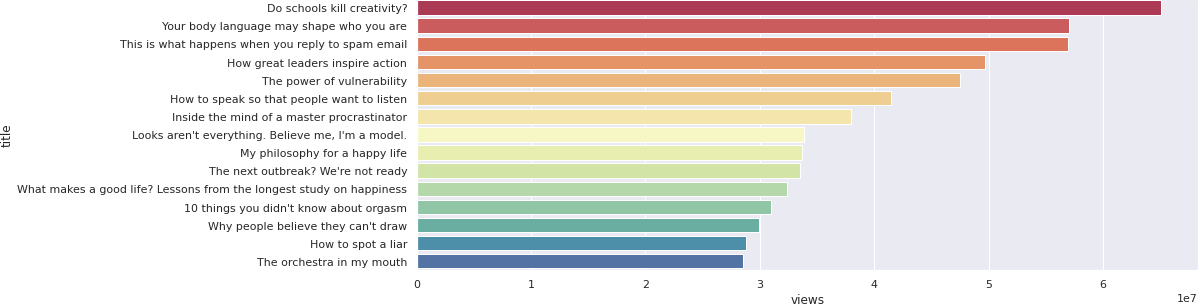 Do schools kill creativity?
Your body language may shape who you are
This is what happens when you reply to spam email
How great leaders inspire action
The power of vulnerability
How to speak so that people want to listen
Inside the mind of a master procrastinator
Looks aren't everything. Believe me, I'm a model.
My philosophy for a happy life
The next outbreak? We're not ready
What makes a good life? Lessons from the longest study on happiness
10 things you didn't know about orgasm
Why people believe they can't draw
How to spot a liar
The orchestra in my mouth
title
0 1 2 3 4 5 6
views
1e7